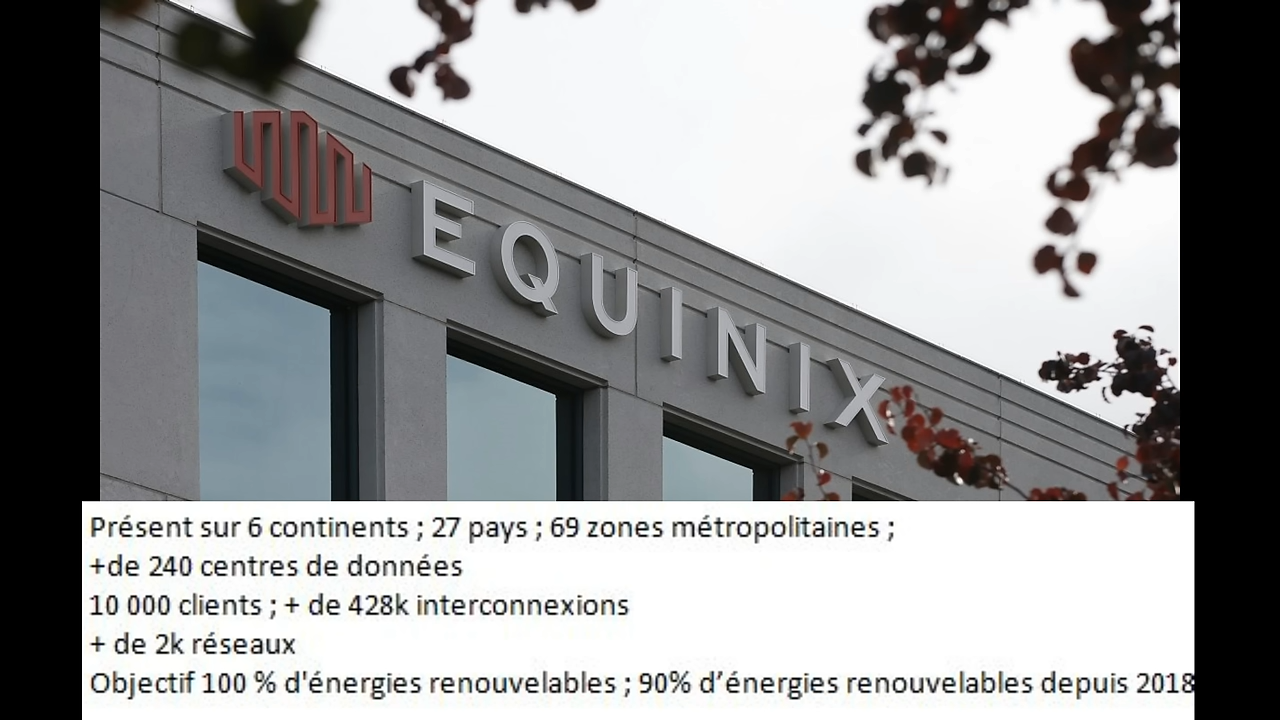 EQUINIX
Présent sur 6 continents ; 27 pays ; 69 zones métropolitaines ;
+de 240 centres de données
10 000 clients ; + de 428k interconnexions
+ de 2k réseaux
Objectif 100 % d'énergies renouvelables ; 90% d’énergies renouvelables depuis 2018